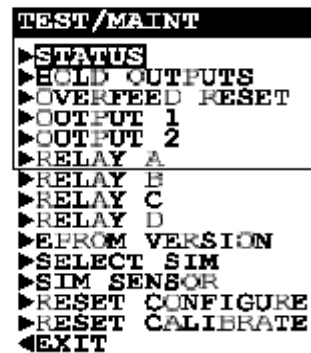 TEST/MAINT
▶STATUS
▶HOLD OUTPUTS
▶OVERFEED RESET
▶OUTPUT 1
▶OUTPUT 2
▶RELAY A
▶RELAY B
▶RELAY C
▶RELAY D
▶EPROM VERSION
▶SELECT SIM
▶SIM SENSOR
▶RESET CONFIGURE
▶RESET CALIBRATE
◀EXIT